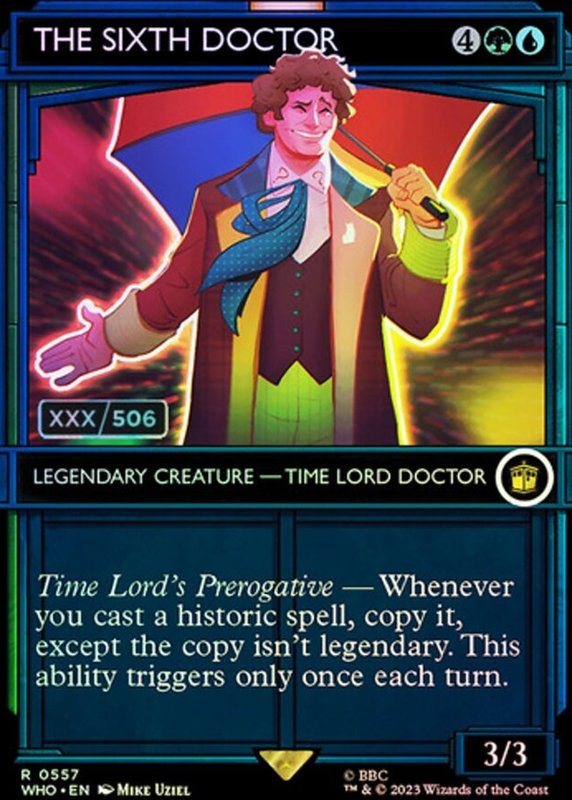 THE SIXTH DOCTOR 4
XXX/506
LEGENDARY CREATURE — TIME LORD DOCTOR
Time Lord's Prerogative — Whenever
you cast a historic spell, copy it,
except the copy isn't legendary. This
ability triggers only once each turn.
3/3
R 0557
WHO • EN MIKE UZIEL
© BBC
™ & © 2023 Wizards of the Coast